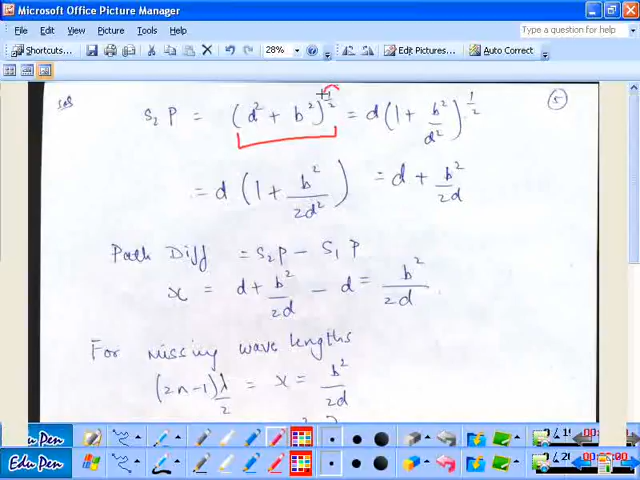 Microsoft Office Picture Manager
File Edit View Picture Tools Help
Type a question for help
Shortcuts... 28% Edit Pictures... Auto Correct
S₂ P = (d² + b²)^½ = d(1 + b²/d²)^½ 5
= d (1 + b²/2d²) = d + b²/2d
Path Diff = S₂P − S₁ P
x = d + b²/2d − d = b²/2d
For missing wave lengths
(2n-1)λ/2 = x = b²/2d
Edu Pen
Edu Pen